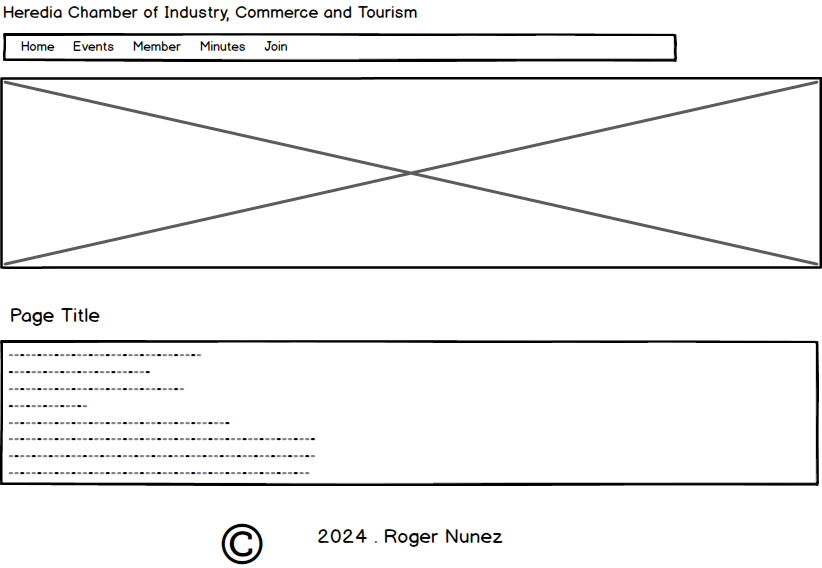 Heredia Chamber of Industry, Commerce and Tourism
Home Events Member Minutes Join
Page Title
© 2024 . Roger Nunez